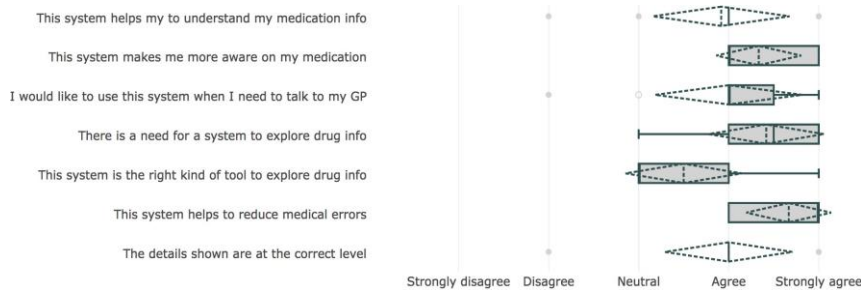 This system helps my to understand my medication info
This system makes me more aware on my medication
I would like to use this system when I need to talk to my GP
There is a need for a system to explore drug info
This system is the right kind of tool to explore drug info
This system helps to reduce medical errors
The details shown are at the correct level
Strongly disagree Disagree Neutral Agree Strongly agree